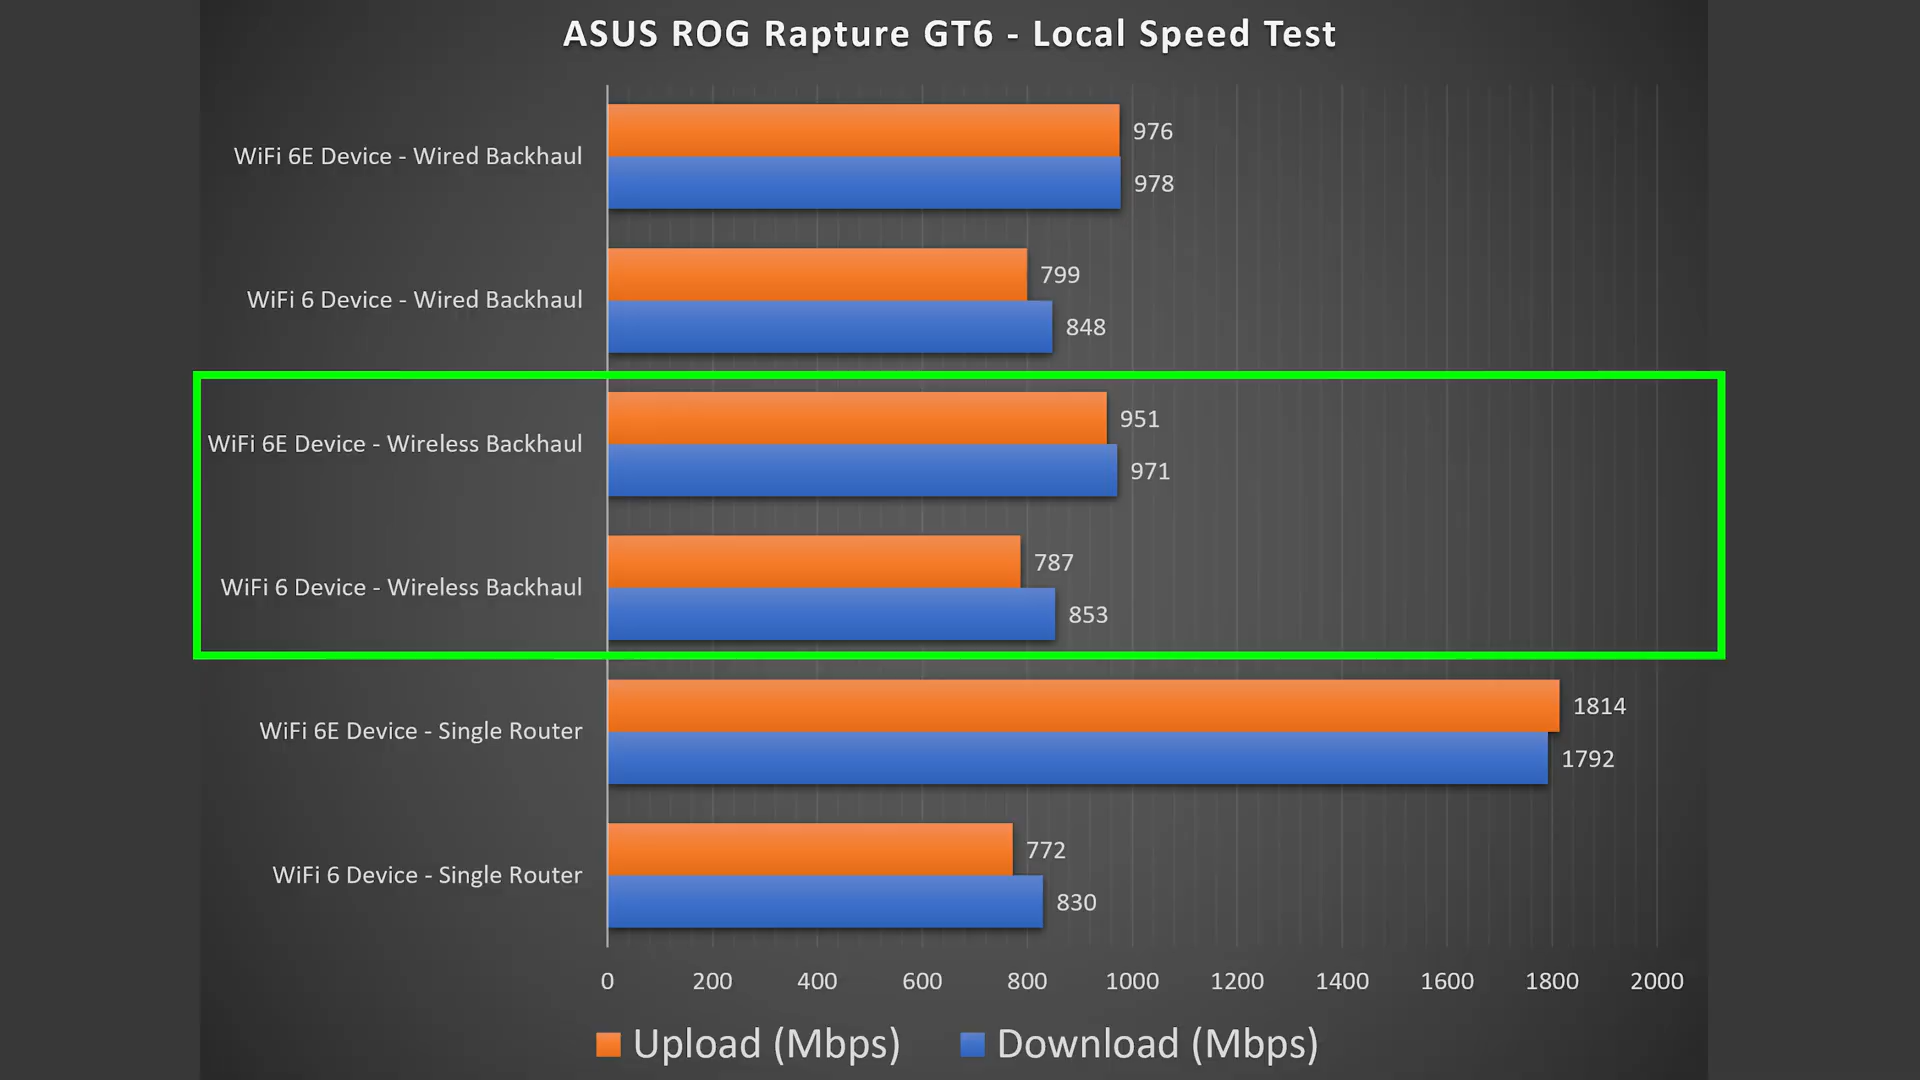 ASUS ROG Rapture GT6 - Local Speed Test
WiFi 6E Device - Wired Backhaul
976
978
WiFi 6 Device - Wired Backhaul
799
848
WiFi 6E Device - Wireless Backhaul
951
971
WiFi 6 Device - Wireless Backhaul
787
853
WiFi 6E Device - Single Router
1814
1792
WiFi 6 Device - Single Router
772
830
0 200 400 600 800 1000 1200 1400 1600 1800 2000
Upload (Mbps) Download (Mbps)